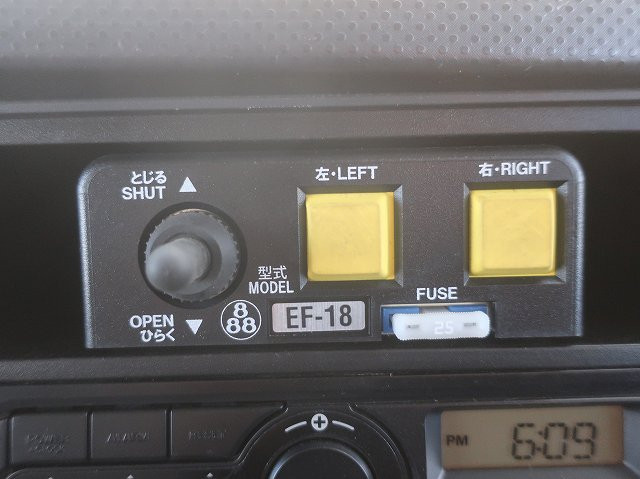 とじる
SHUT ▲
左・LEFT
右・RIGHT
型式
MODEL
OPEN ▼
ひらく
8
88
EF-18
FUSE
25
PM 6:09